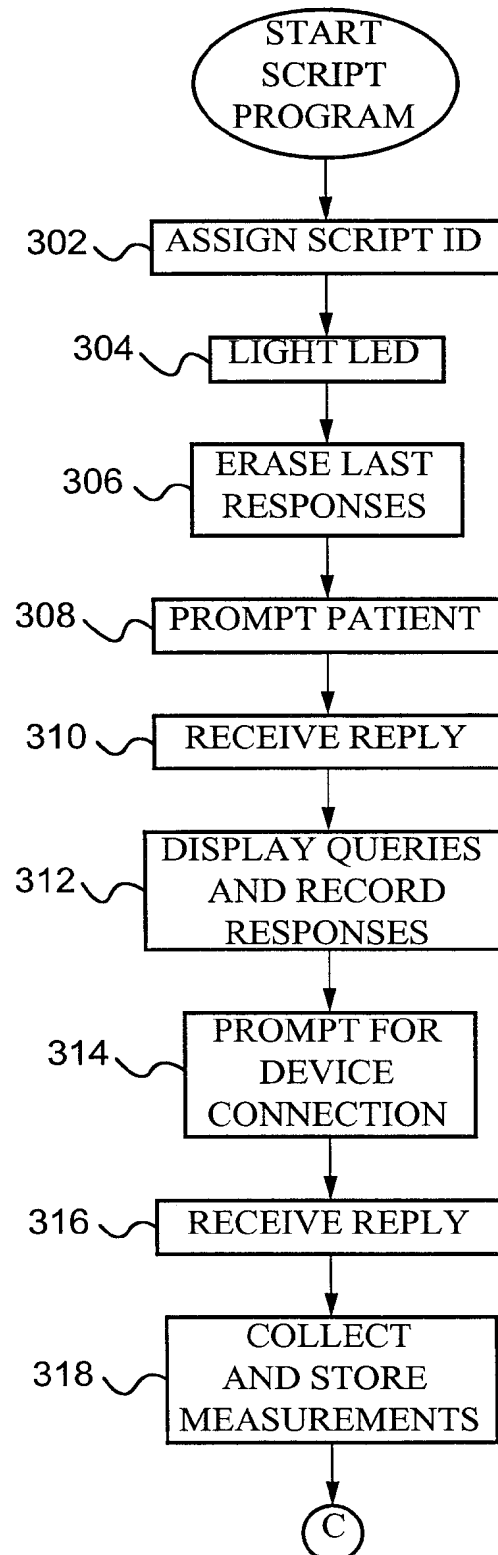 START
SCRIPT
PROGRAM
302
ASSIGN SCRIPT ID
304
LIGHT LED
306
ERASE LAST
RESPONSES
308
PROMPT PATIENT
310
RECEIVE REPLY
312
DISPLAY QUERIES
AND RECORD
RESPONSES
314
PROMPT FOR
DEVICE
CONNECTION
316
RECEIVE REPLY
318
COLLECT
AND STORE
MEASUREMENTS
C